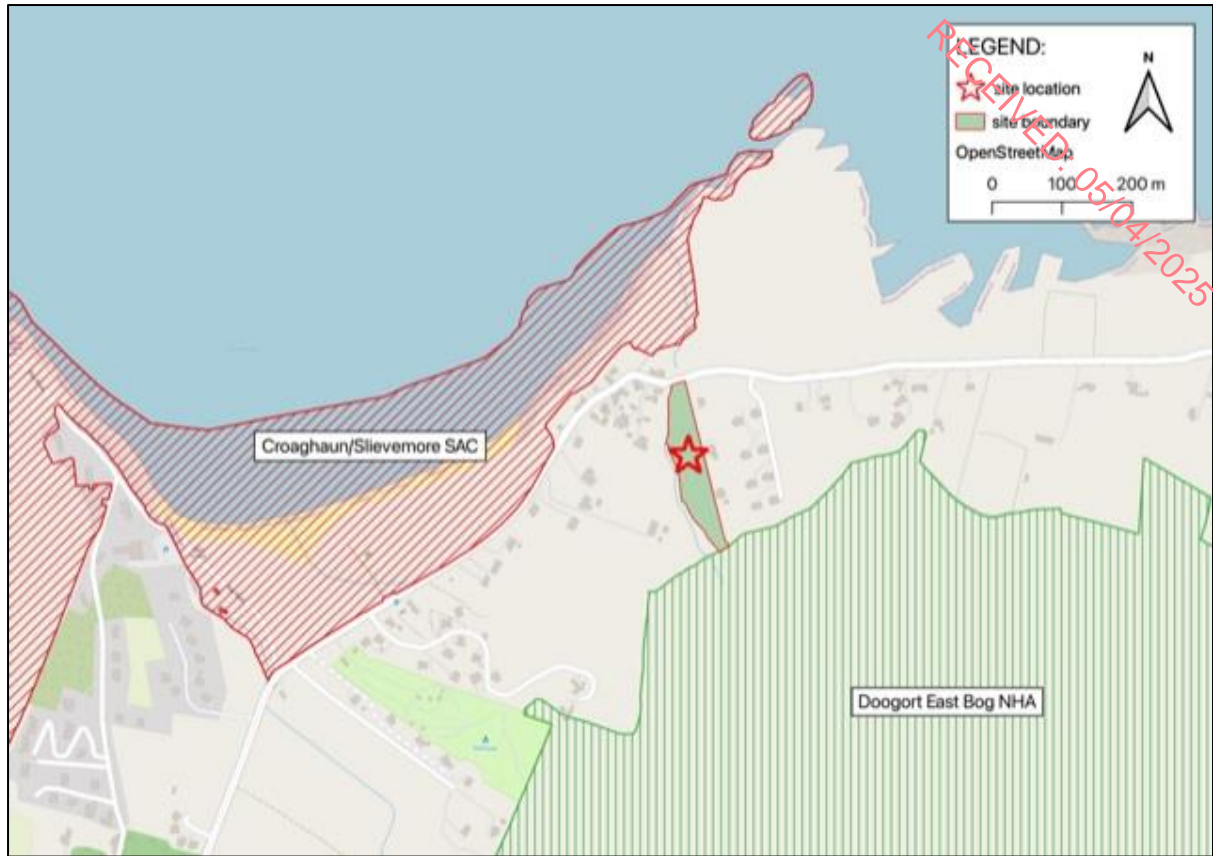 LEGEND:
N
site location
site boundary
OpenStreetMap
0 100 200 m
RECEIVED: 05/04/2025
Croaghaun/Slievemore SAC
Doogort East Bog NHA